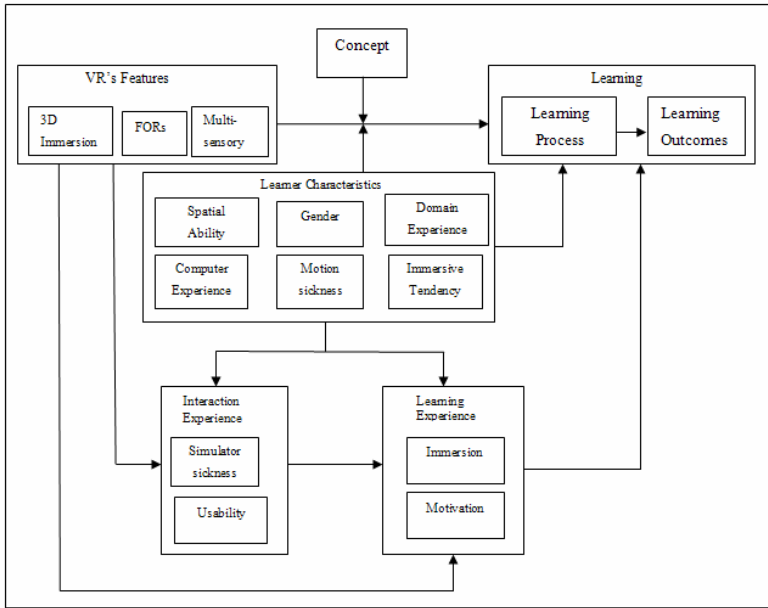 Concept
VR's Features
3D
Immersion
FORs
Multi-
sensory
Learning
Learning
Process
Learning
Outcomes
Learner Characteristics
Spatial
Ability
Gender
Domain
Experience
Computer
Experience
Motion
sickness
Immersive
Tendency
Interaction
Experience
Simulator
sickness
Usability
Learning
Experience
Immersion
Motivation